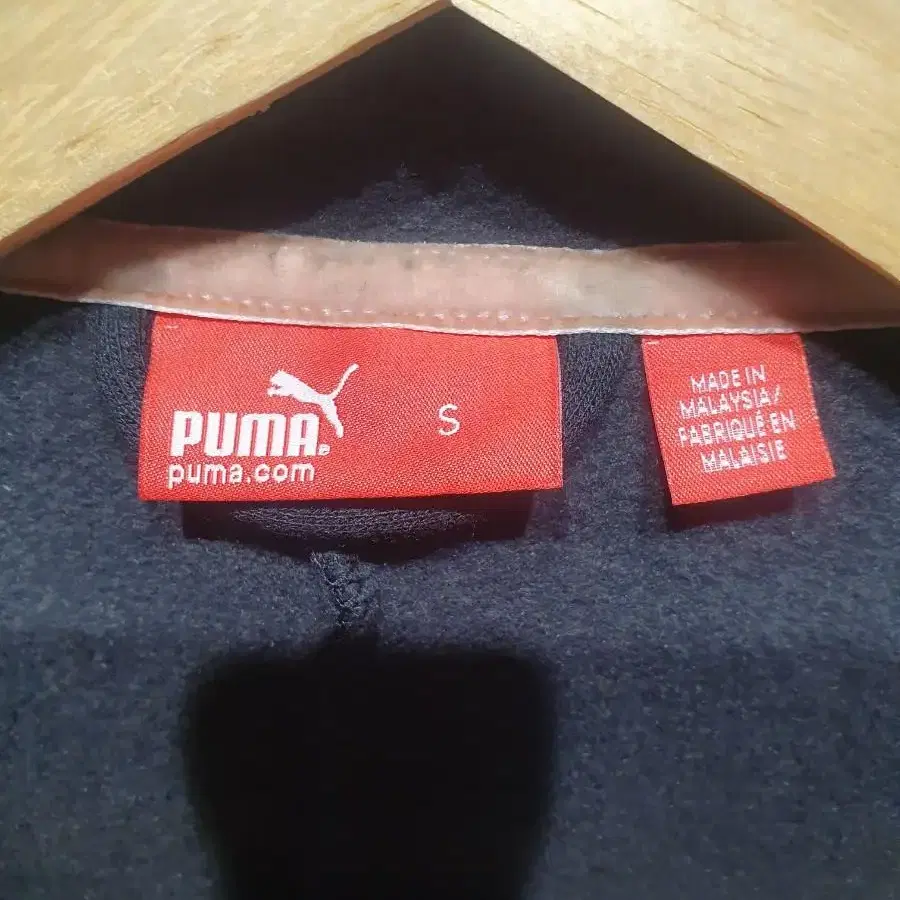 PUMA®
puma.com
S
MADE IN
MALAYSIA/
FABRIQUÉ EN
MALAISIE